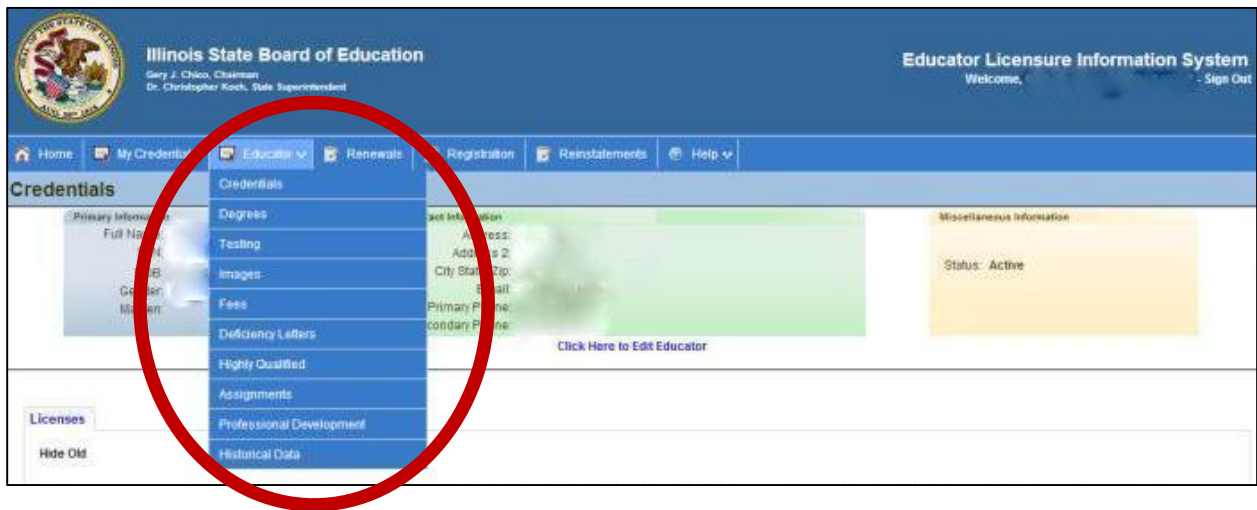 Illinois State Board of Education
Gery J. Chico, Chairman
Dr. Christopher Koch, State Superintendent
Educator Licensure Information System
Welcome, - Sign Out
Home My Credentials Educator Renewals Registration Reinstatements Help
Credentials
Credentials
Degrees
Testing
Images
Fees
Deficiency Letters
Highly Qualified
Assignments
Professional Development
Historical Data
Primary Information
Full Name:
Gender:
Contact Information
Address:
Address 2:
City State Zip:
Email:
Primary Phone:
Secondary Phone:
Miscellaneous Information
Status: Active
Click Here to Edit Educator
Licenses
Hide Old